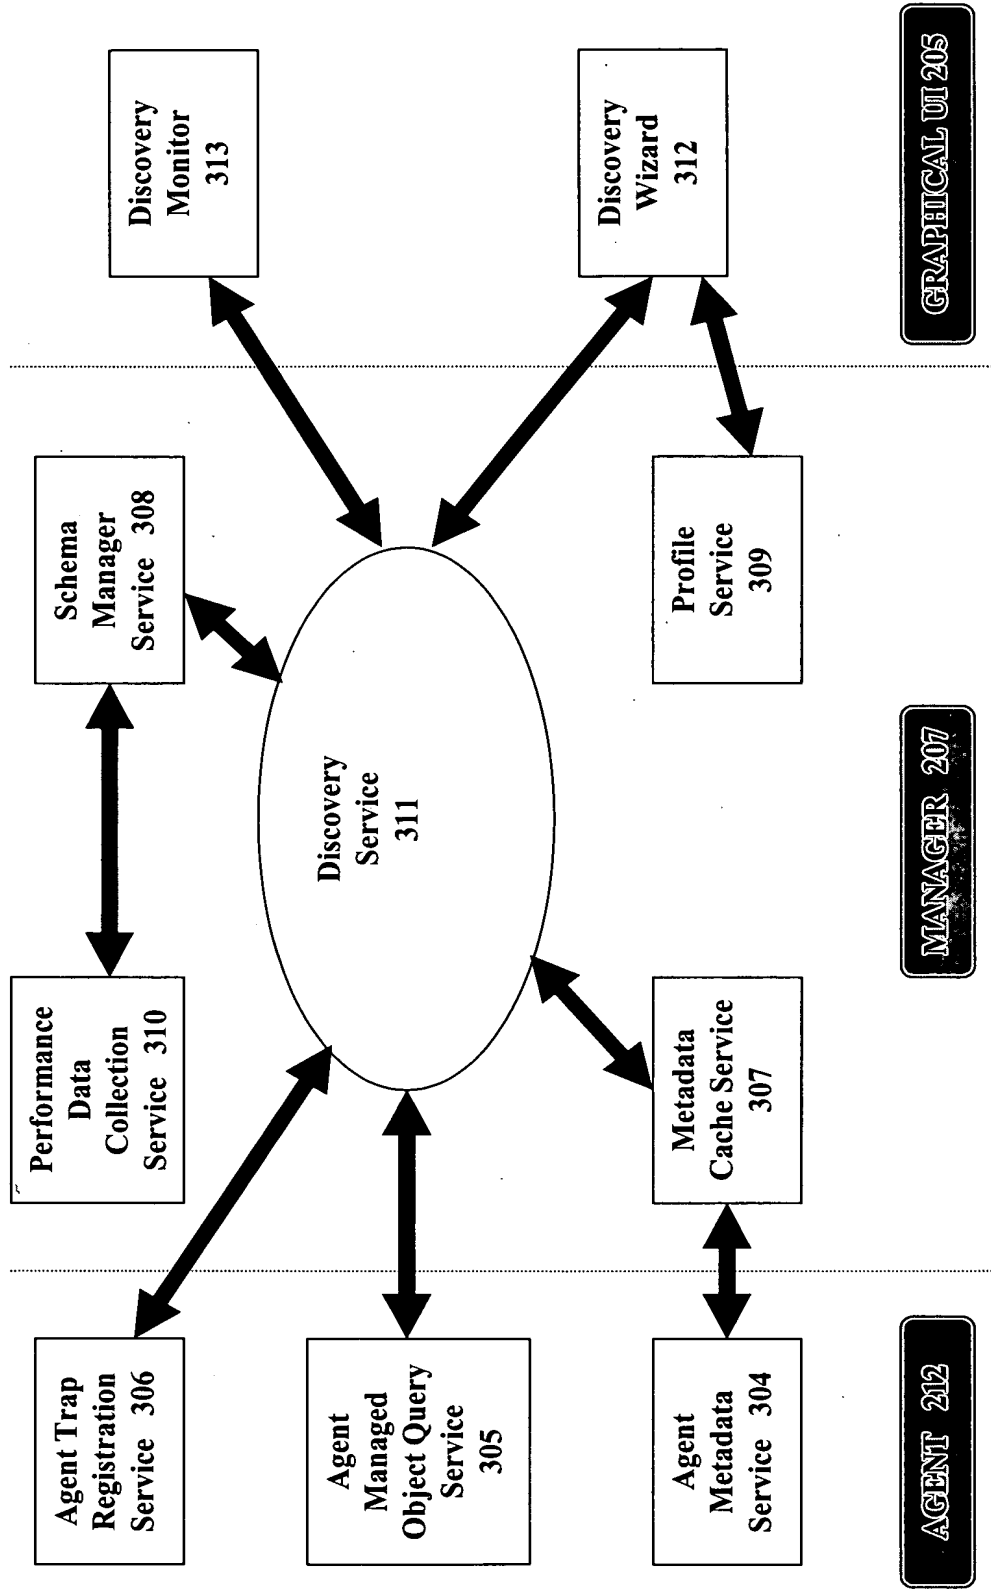 Agent Trap
Registration
Service 306
Performance
Data
Collection
Service 310
Schema
Manager
Service 308
Discovery
Monitor
313
Agent
Managed
Object Query
Service
305
Discovery
Service
311
Agent
Metadata
Service 304
Metadata
Cache Service
307
Profile
Service
309
Discovery
Wizard
312
AGENT 212
MANAGER 207
GRAPHICAL UI 205